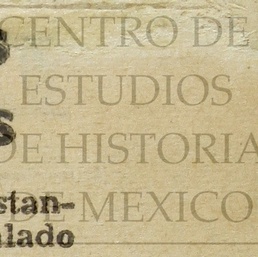 CENTRO DE
ESTUDIOS
DE HISTORIA
DE MEXICO
stan-
alado